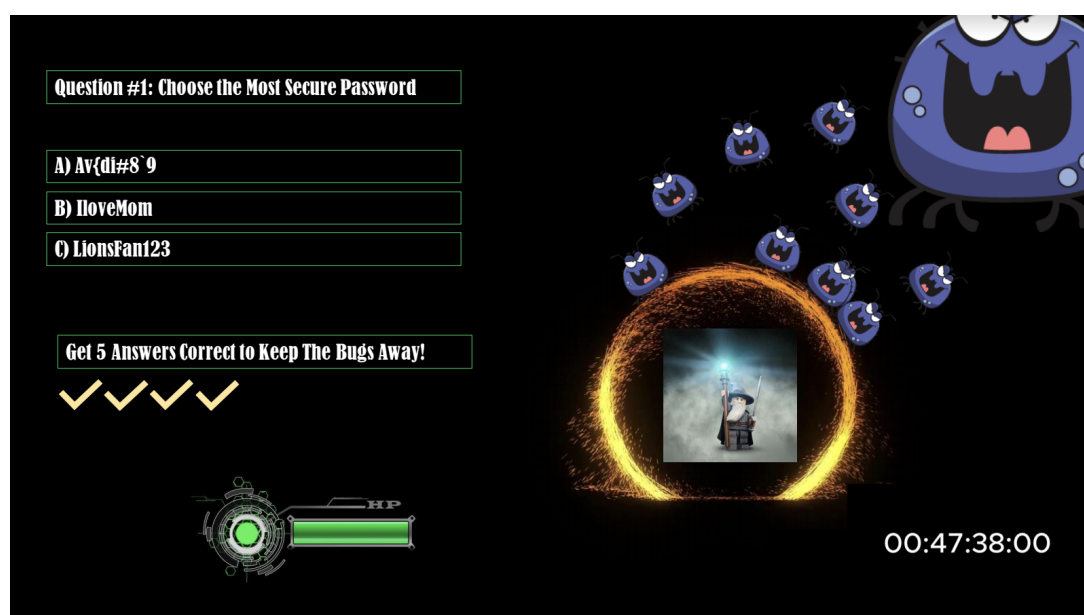 Question #1: Choose the Most Secure Password
A) Av{di#8`9
B) IloveMom
C) LionsFan123
Get 5 Answers Correct to Keep The Bugs Away!
HP
00:47:38:00